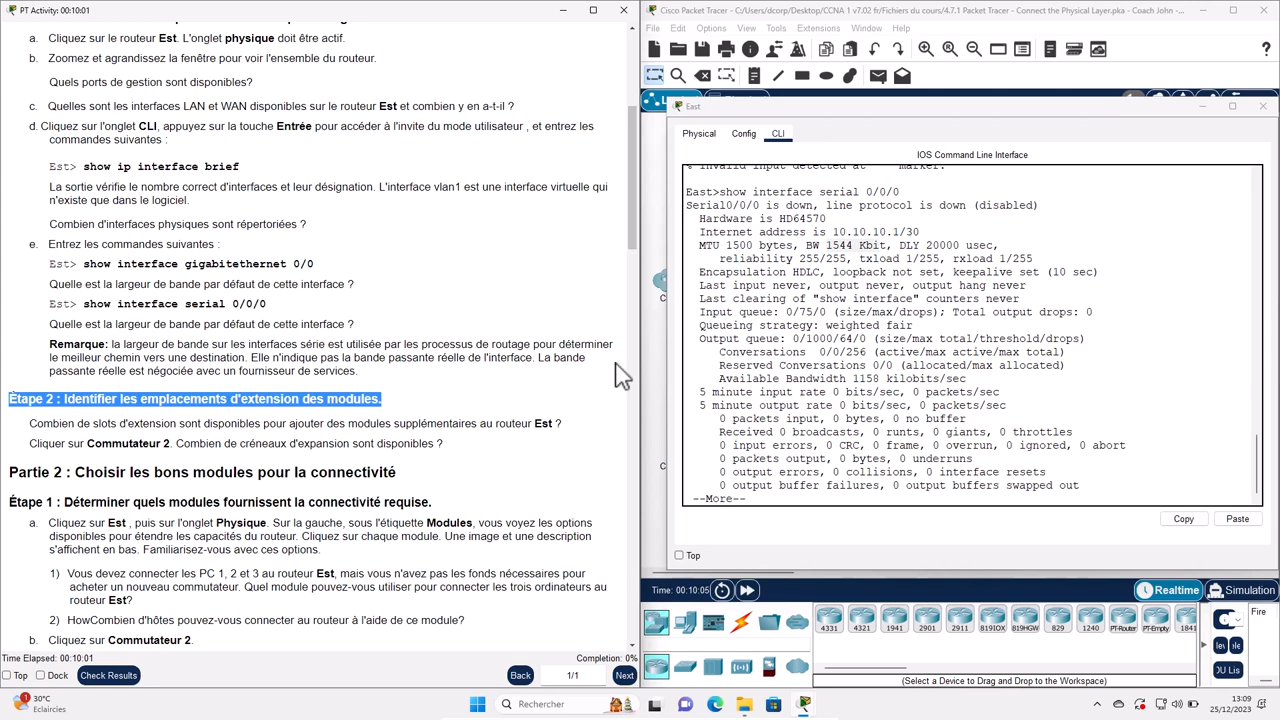 PT Activity: 00:10:01
a. Cliquez sur le routeur Est. L'onglet physique doit être actif.
b. Zoomez et agrandissez la fenêtre pour voir l'ensemble du routeur.
Quels ports de gestion sont disponibles?
c. Quelles sont les interfaces LAN et WAN disponibles sur le routeur Est et combien y en a-t-il ?
d. Cliquez sur l'onglet CLI, appuyez sur la touche Entrée pour accéder à l'invite du mode utilisateur , et entrez les
commandes suivantes :
Est> show ip interface brief
La sortie vérifie le nombre correct d'interfaces et leur désignation. L'interface vlan1 est une interface virtuelle qui
n'existe que dans le logiciel.
Combien d'interfaces physiques sont répertoriées ?
e. Entrez les commandes suivantes :
Est> show interface gigabitethernet 0/0
Quelle est la largeur de bande par défaut de cette interface ?
Est> show interface serial 0/0/0
Quelle est la largeur de bande par défaut de cette interface ?
Remarque: la largeur de bande sur les interfaces série est utilisée par les processus de routage pour déterminer
le meilleur chemin vers une destination. Elle n'indique pas la bande passante réelle de l'interface. La bande
passante réelle est négociée avec un fournisseur de services.
Étape 2 : Identifier les emplacements d'extension des modules.
Combien de slots d'extension sont disponibles pour ajouter des modules supplémentaires au routeur Est ?
Cliquer sur Commutateur 2. Combien de créneaux d'expansion sont disponibles ?
Partie 2 : Choisir les bons modules pour la connectivité
Étape 1 : Déterminer quels modules fournissent la connectivité requise.
a. Cliquez sur Est , puis sur l'onglet Physique. Sur la gauche, sous l'étiquette Modules, vous voyez les options
disponibles pour étendre les capacités du routeur. Cliquez sur chaque module. Une image et une description
s'affichent en bas. Familiarisez-vous avec ces options.
1) Vous devez connecter les PC 1, 2 et 3 au routeur Est, mais vous n'avez pas les fonds nécessaires pour
acheter un nouveau commutateur. Quel module pouvez-vous utiliser pour connecter les trois ordinateurs au
routeur Est?
2) HowCombien d'hôtes pouvez-vous connecter au routeur à l'aide de ce module?
b. Cliquez sur Commutateur 2.
Time Elapsed: 00:10:01
Completion: 0%
Top
Dock
Check Results
Back
1/1
Next
Cisco Packet Tracer - C:/Users/dcorp/Desktop/CCNA 1 v7.02 fr/Fichiers du cours/4.7.1 Packet Tracer - Connect the Physical Layer.pka - Coach John -
File Edit Options View Tools Extensions Window Help
East
Physical Config CLI
IOS Command Line Interface
East>show interface serial 0/0/0
Serial0/0/0 is down, line protocol is down (disabled)
Hardware is HD64570
Internet address is 10.10.10.1/30
MTU 1500 bytes, BW 1544 Kbit, DLY 20000 usec,
reliability 255/255, txload 1/255, rxload 1/255
Encapsulation HDLC, loopback not set, keepalive set (10 sec)
Last input never, output never, output hang never
Last clearing of "show interface" counters never
Input queue: 0/75/0 (size/max/drops); Total output drops: 0
Queueing strategy: weighted fair
Output queue: 0/1000/64/0 (size/max total/threshold/drops)
Conversations 0/0/256 (active/max active/max total)
Reserved Conversations 0/0 (allocated/max allocated)
Available Bandwidth 1158 kilobits/sec
5 minute input rate 0 bits/sec, 0 packets/sec
5 minute output rate 0 bits/sec, 0 packets/sec
0 packets input, 0 bytes, 0 no buffer
Received 0 broadcasts, 0 runts, 0 giants, 0 throttles
0 input errors, 0 CRC, 0 frame, 0 overrun, 0 ignored, 0 abort
0 packets output, 0 bytes, 0 underruns
0 output errors, 0 collisions, 0 interface resets
0 output buffer failures, 0 output buffers swapped out
--More--
Copy
Paste
Top
Time: 00:10:05
Realtime
Simulation
4331 4321 1941 2901 2911 819IOX 819HGW 829 1240 PT-Router PT-Empty 1841
Fire
(Select a Device to Drag and Drop to the Workspace)
30°C
Eclaircies
Rechercher
13:09
25/12/2023